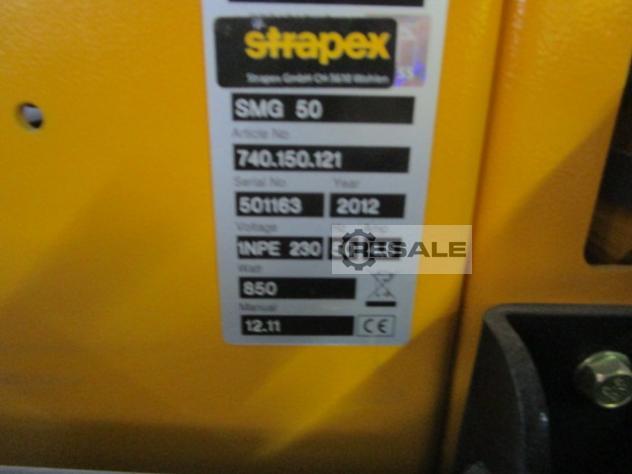 strapex
Strapex GmbH CH-5610 Wohlen
SMG 50
Article No.
740.150.121
Serial No. Year
501163 2012
Voltage
1NPE 230
RESALE
Watt
850
Manual
12.11 CE